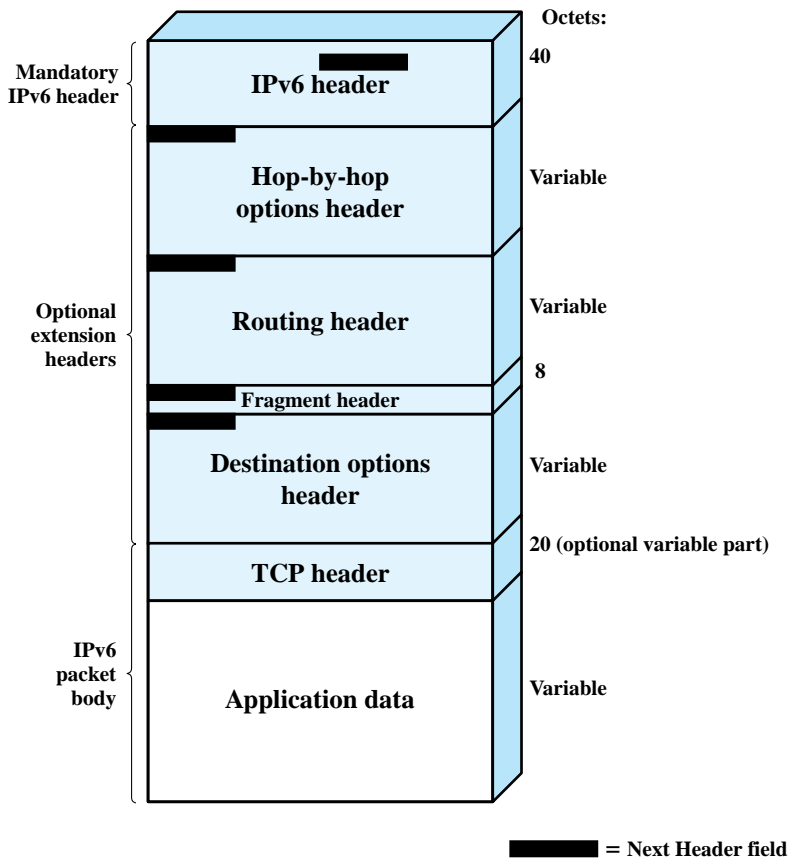 Octets:
Mandatory
IPv6 header
IPv6 header
40
Hop-by-hop
options header
Variable
Optional
extension
headers
Routing header
Variable
Fragment header
8
Destination options
header
Variable
TCP header
20 (optional variable part)
IPv6
packet
body
Application data
Variable
= Next Header field